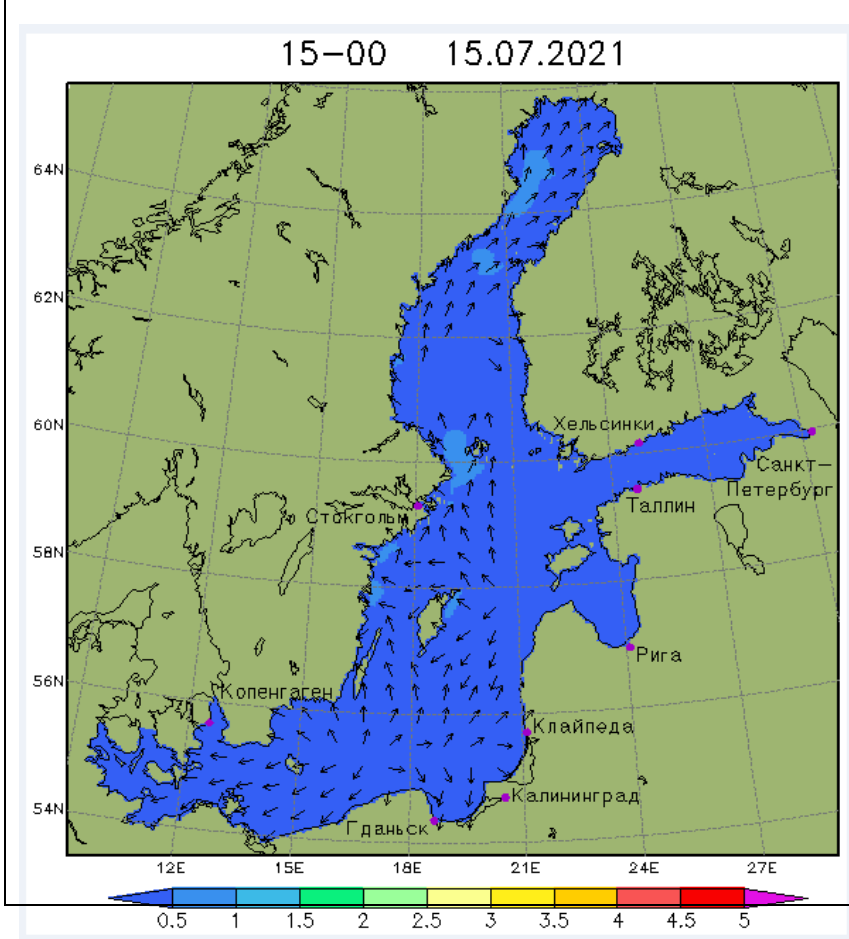 15-00 15.07.2021
64N
62N
60N
Хельсинки
Санкт-
Петербург
Таллин
Стокгольм
58N
Рига
56N
Копенгаген
Клайпеда
Калининград
54N
Гданьск
12E 15E 18E 21E 24E 27E
0.5 1 1.5 2 2.5 3 3.5 4 4.5 5